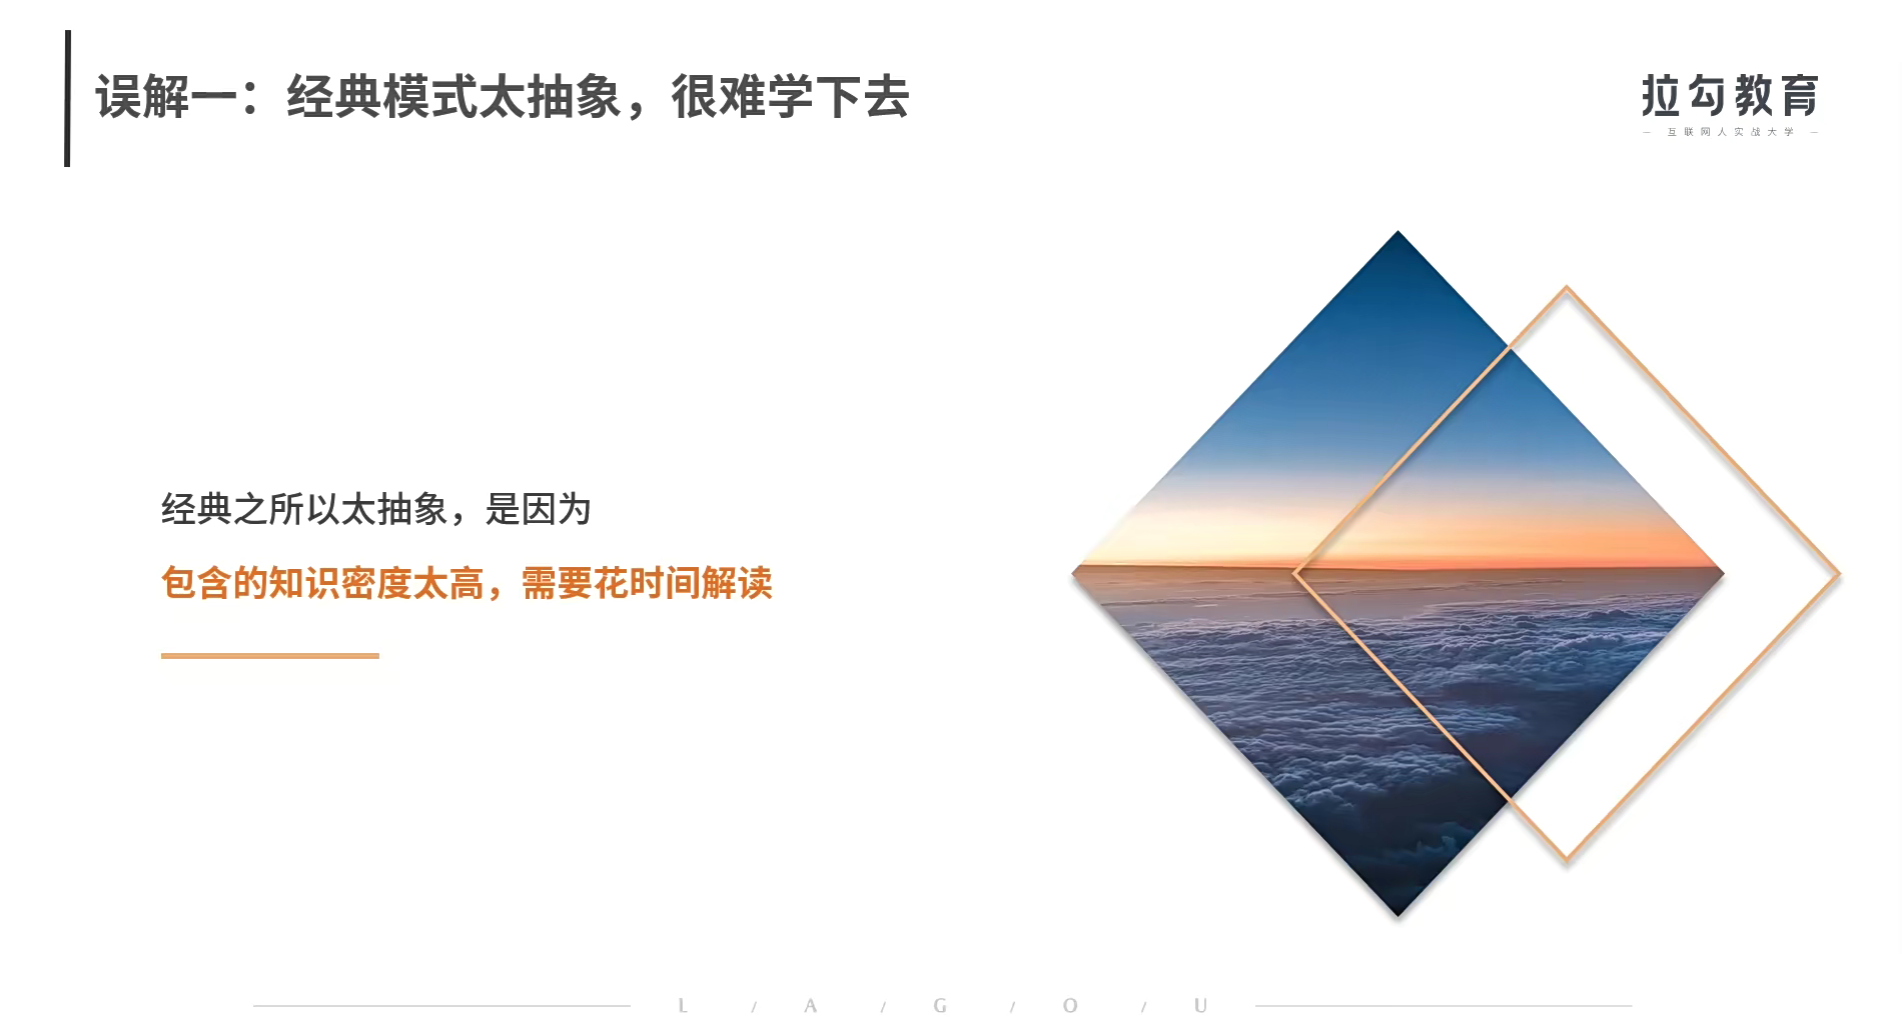 误解一：经典模式太抽象，很难学下去
拉勾教育
— 互联网人实战大学 —
经典之所以太抽象，是因为
包含的知识密度太高，需要花时间解读
L / A / G / O / U